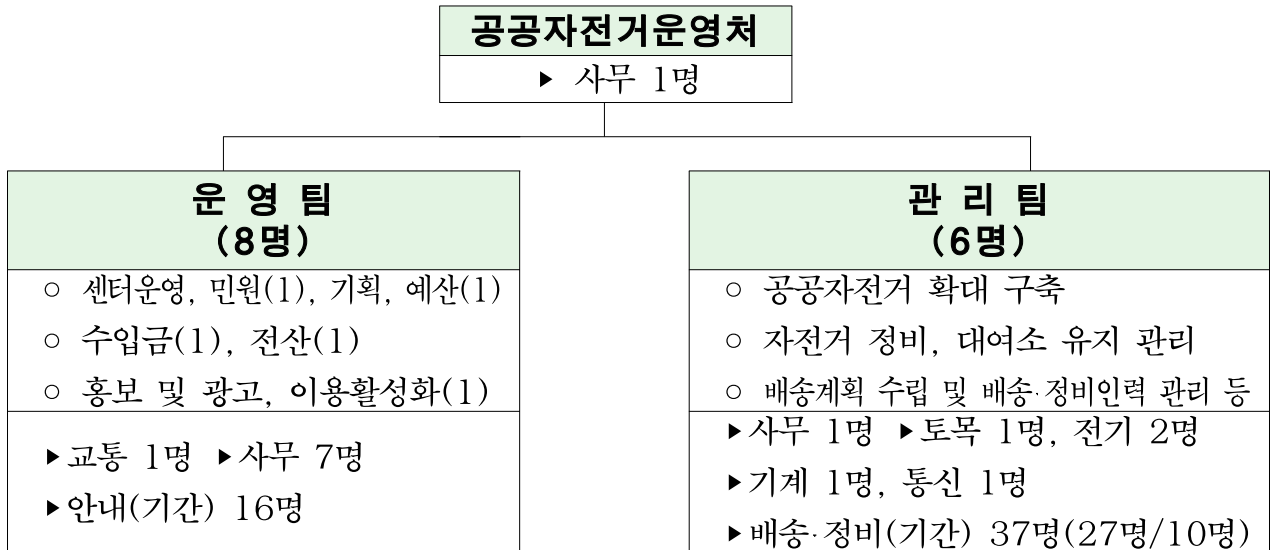 공공자전거운영처
▶ 사무 1명
운 영 팀
(8명)
○ 센터운영, 민원(1), 기획, 예산(1)
○ 수입금(1), 전산(1)
○ 홍보 및 광고, 이용활성화(1)
▶교통 1명 ▶사무 7명
▶안내(기간) 16명
관 리 팀
(6명)
○ 공공자전거 확대 구축
○ 자전거 정비, 대여소 유지 관리
○ 배송계획 수립 및 배송·정비인력 관리 등
▶사무 1명 ▶토목 1명, 전기 2명
▶기계 1명, 통신 1명
▶배송·정비(기간) 37명(27명/10명)